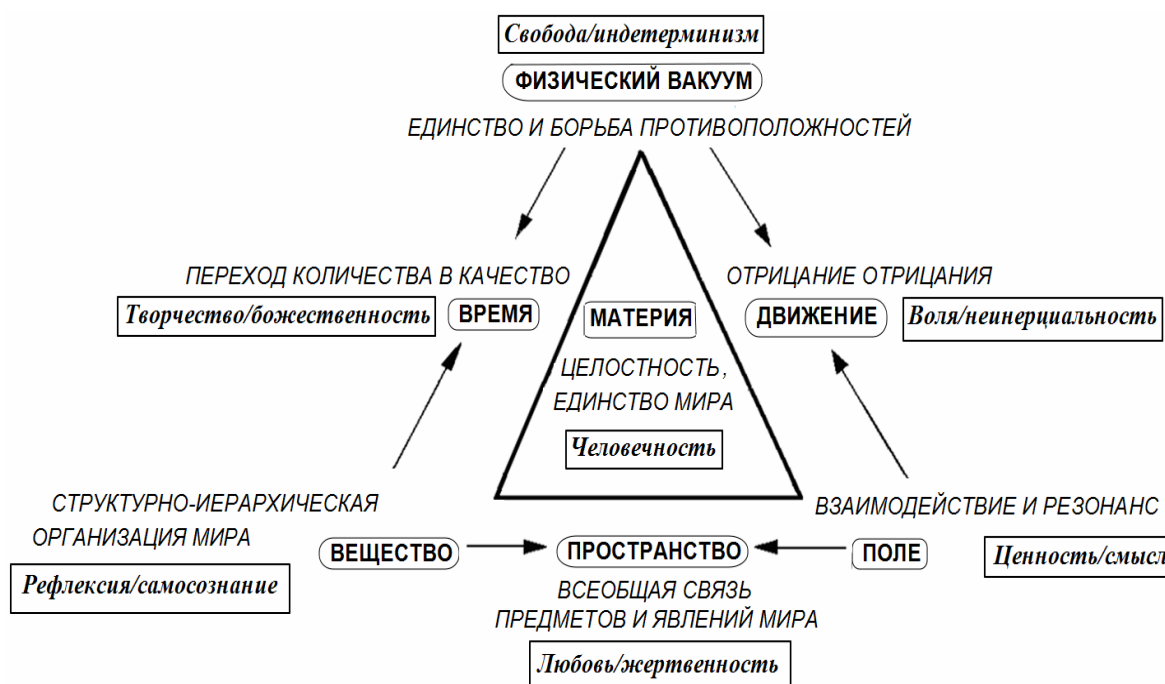 Свобода/индетерминизм
ФИЗИЧЕСКИЙ ВАКУУМ
ЕДИНСТВО И БОРЬБА ПРОТИВОПОЛОЖНОСТЕЙ
ПЕРЕХОД КОЛИЧЕСТВА В КАЧЕСТВО
Творчество/божественность
ВРЕМЯ
МАТЕРИЯ
ЦЕЛОСТНОСТЬ,
ЕДИНСТВО МИРА
Человечность
ОТРИЦАНИЕ ОТРИЦАНИЯ
ДВИЖЕНИЕ
Воля/неинерциальность
СТРУКТУРНО-ИЕРАРХИЧЕСКАЯ
ОРГАНИЗАЦИЯ МИРА
ВЕЩЕСТВО
Рефлексия/самосознание
ПРОСТРАНСТВО
ВСЕОБЩАЯ СВЯЗЬ
ПРЕДМЕТОВ И ЯВЛЕНИЙ МИРА
Любовь/жертвенность
ВЗАИМОДЕЙСТВИЕ И РЕЗОНАНС
ПОЛЕ
Ценность/смысл